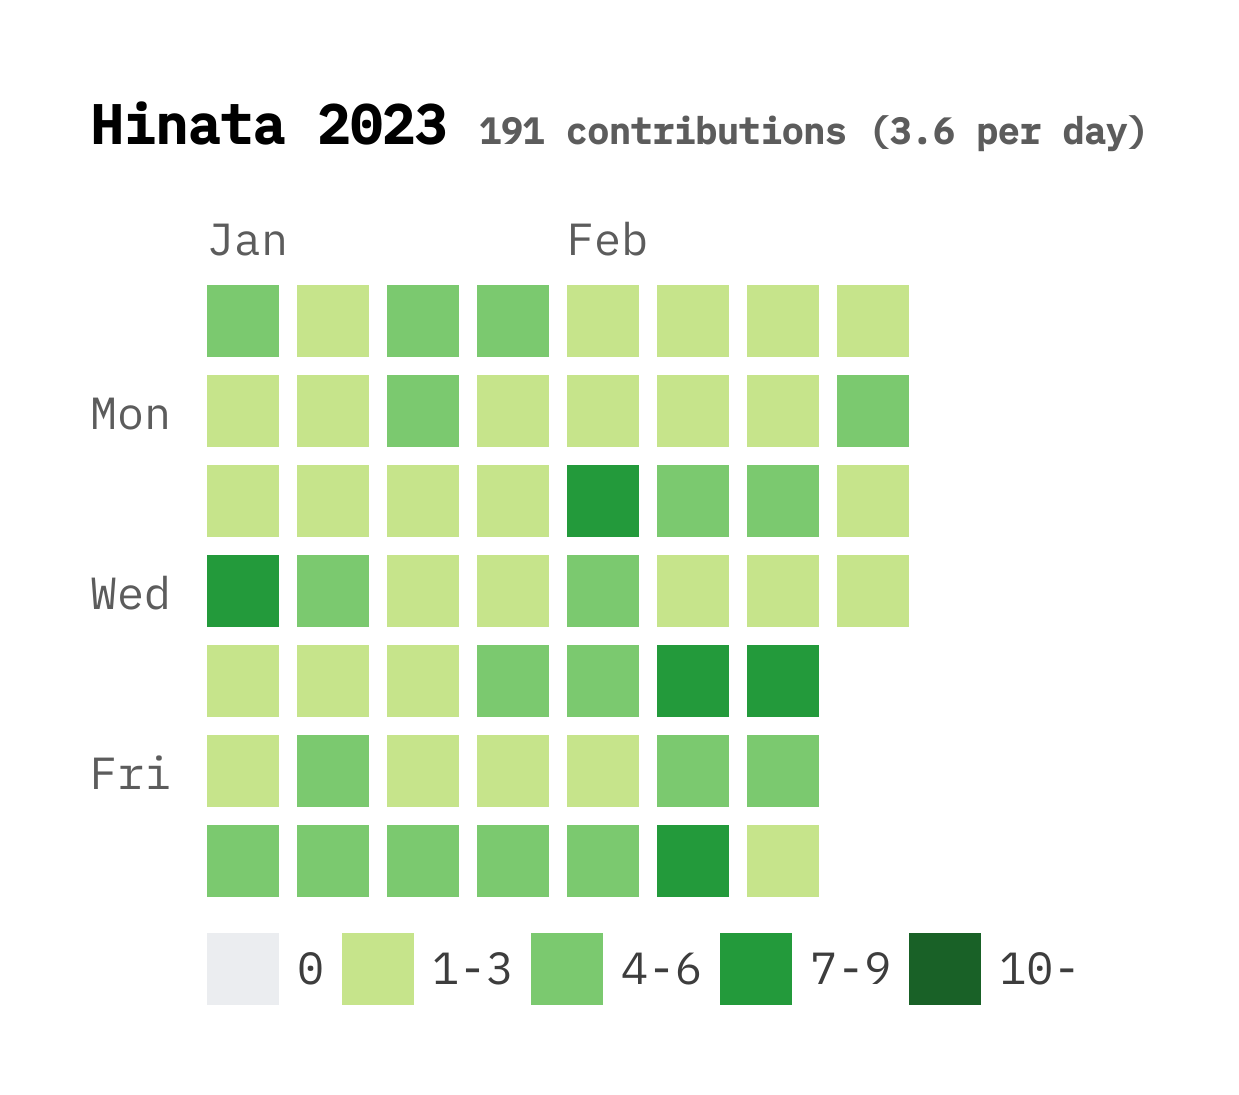 Hinata 2023 191 contributions (3.6 per day)
Jan Feb
Mon
Wed
Fri
0 1-3 4-6 7-9 10-